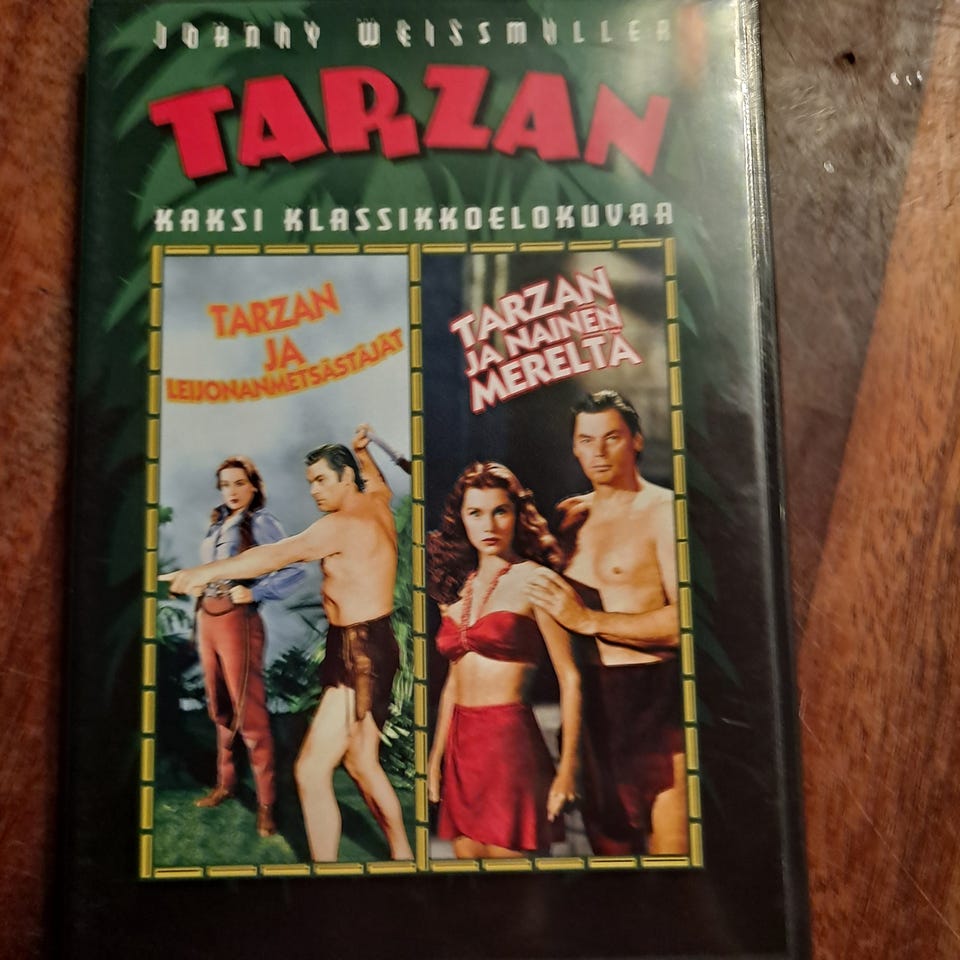 JOHNNY WEISSMULLER
TARZAN
KAKSI KLASSIKKOELOKUVAA
TARZAN
JA
LEIJONANMETSÄSTÄJÄT
TARZAN
JA NAINEN
MERELTÄ